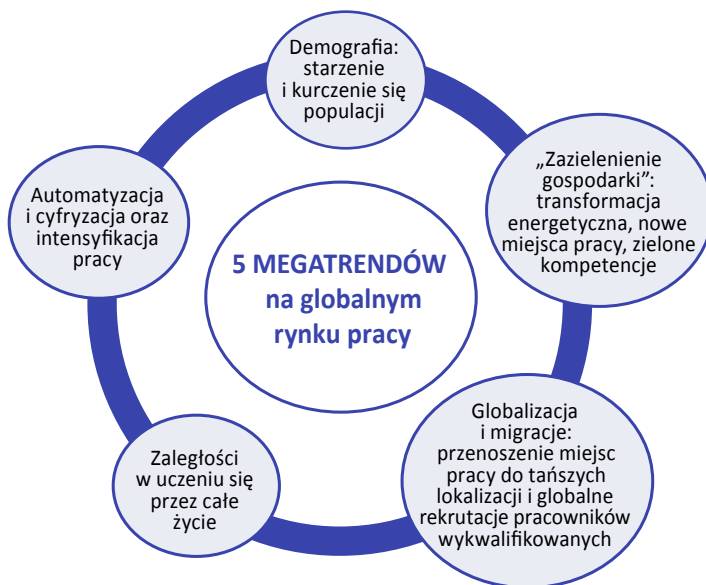 Demografia:
starzenie
i kurczenie się
populacji
„Zazielenienie
gospodarki”:
transformacja
energetyczna, nowe
miejsca pracy, zielone
kompetencje
Globalizacja
i migracje:
przenoszenie miejsc
pracy do tańszych
lokalizacji i globalne
rekrutacje pracowników
wykwalifikowanych
Zaległości
w uczeniu się
przez całe
życie
Automatyzacja
i cyfryzacja oraz
intensyfikacja
pracy
5 MEGATRENDÓW
na globalnym
rynku pracy